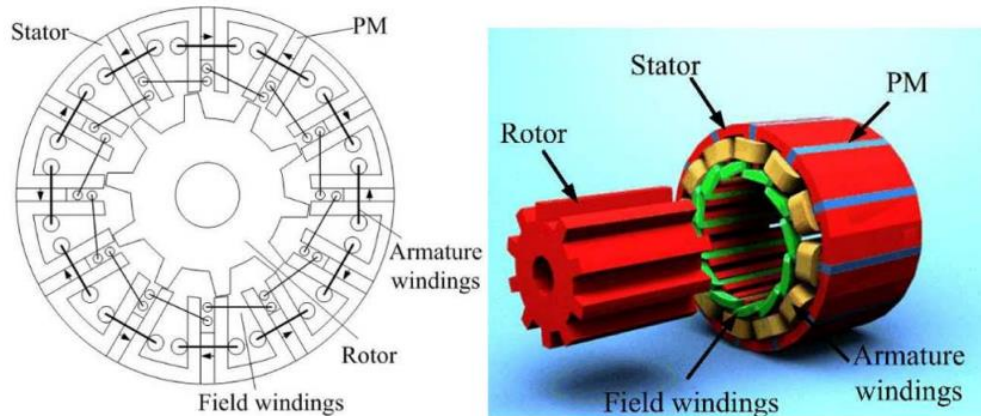 Stator
PM
Armature
windings
Rotor
Field windings
Stator
PM
Rotor
Armature
windings
Field windings